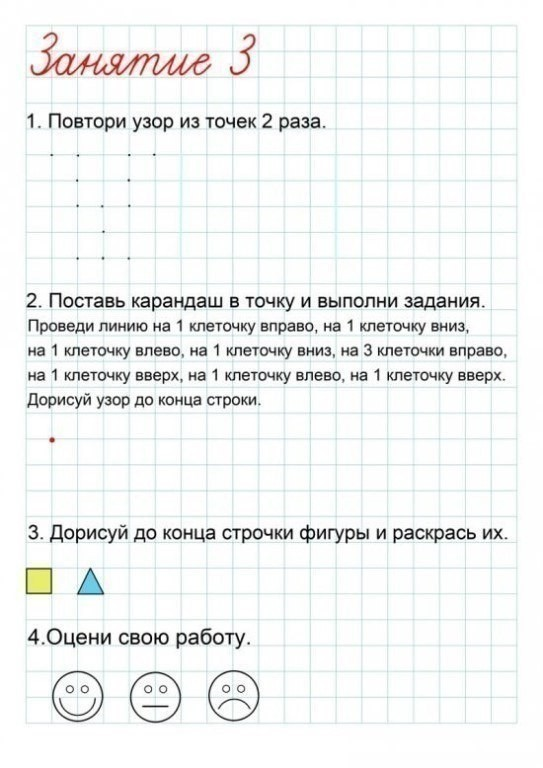 Занятие 3
1. Повтори узор из точек 2 раза.
2. Поставь карандаш в точку и выполни задания.
Проведи линию на 1 клеточку вправо, на 1 клеточку вниз,
на 1 клеточку влево, на 1 клеточку вниз, на 3 клеточки вправо,
на 1 клеточку вверх, на 1 клеточку влево, на 1 клеточку вверх.
Дорисуй узор до конца строки.
3. Дорисуй до конца строчки фигуры и раскрась их.
4.Оцени свою работу.